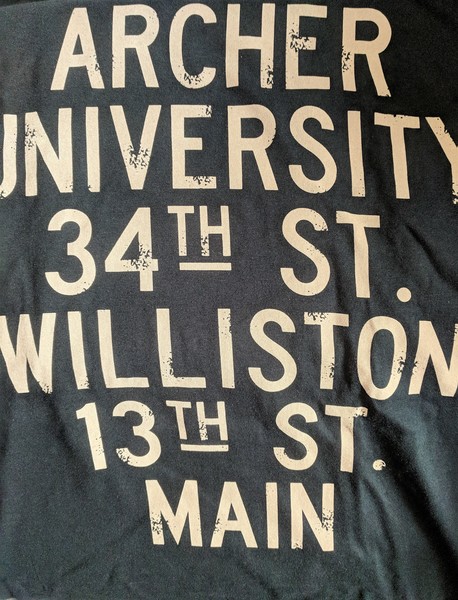 ARCHER
UNIVERSITY
34TH ST.
WILLISTON
13TH ST.
MAIN